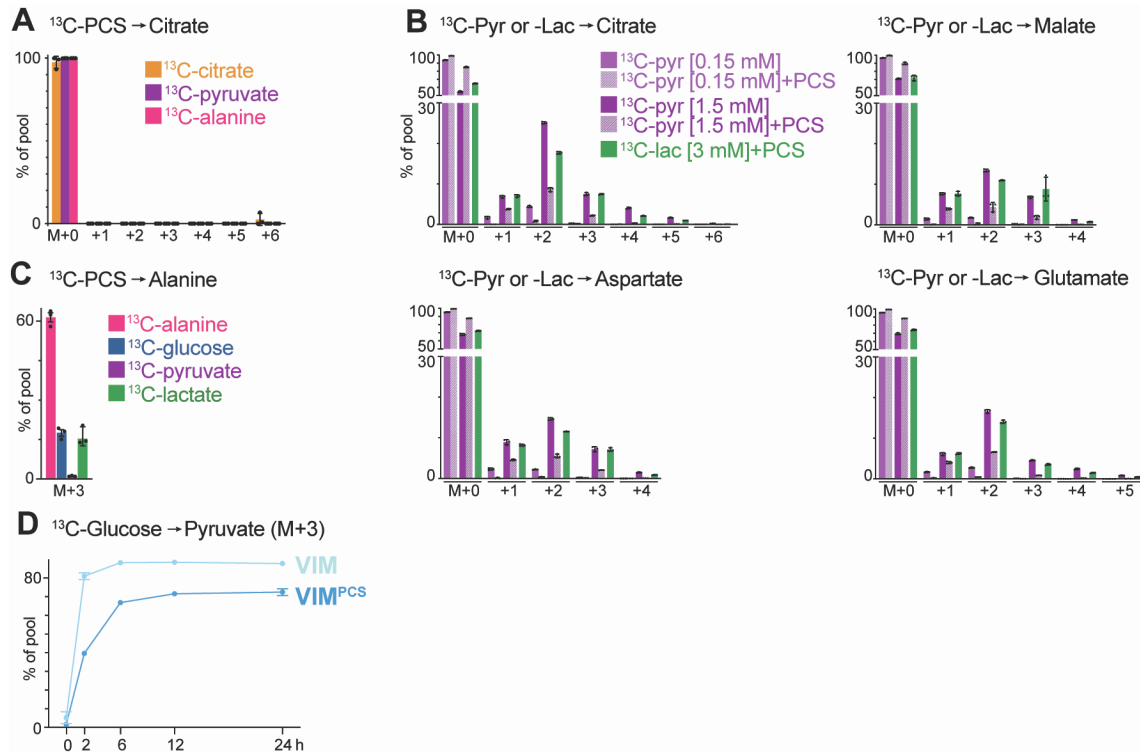 A
¹³C-PCS → Citrate
100
% of pool
0
M+0 +1 +2 +3 +4 +5 +6
¹³C-citrate
¹³C-pyruvate
¹³C-alanine
B
¹³C-Pyr or -Lac → Citrate
100
50
30
% of pool
0
M+0 +1 +2 +3 +4 +5 +6
¹³C-pyr [0.15 mM]
¹³C-pyr [0.15 mM]+PCS
¹³C-pyr [1.5 mM]
¹³C-pyr [1.5 mM]+PCS
¹³C-lac [3 mM]+PCS
¹³C-Pyr or -Lac → Malate
100
50
30
0
M+0 +1 +2 +3 +4
C
¹³C-PCS → Alanine
60
% of pool
0
M+3
¹³C-alanine
¹³C-glucose
¹³C-pyruvate
¹³C-lactate
¹³C-Pyr or -Lac → Aspartate
100
50
30
0
M+0 +1 +2 +3 +4
¹³C-Pyr or -Lac → Glutamate
100
50
30
0
M+0 +1 +2 +3 +4 +5
D
¹³C-Glucose → Pyruvate (M+3)
80
% of pool
0
0 2 6 12 24 h
VIM
VIMᴾᶜˢ